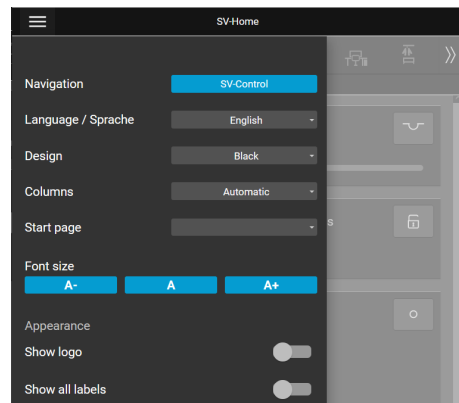 SV-Home
Navigation SV-Control
Language / Sprache English
Design Black
Columns Automatic
Start page
s
Font size
A- A A+
Appearance
Show logo
Show all labels